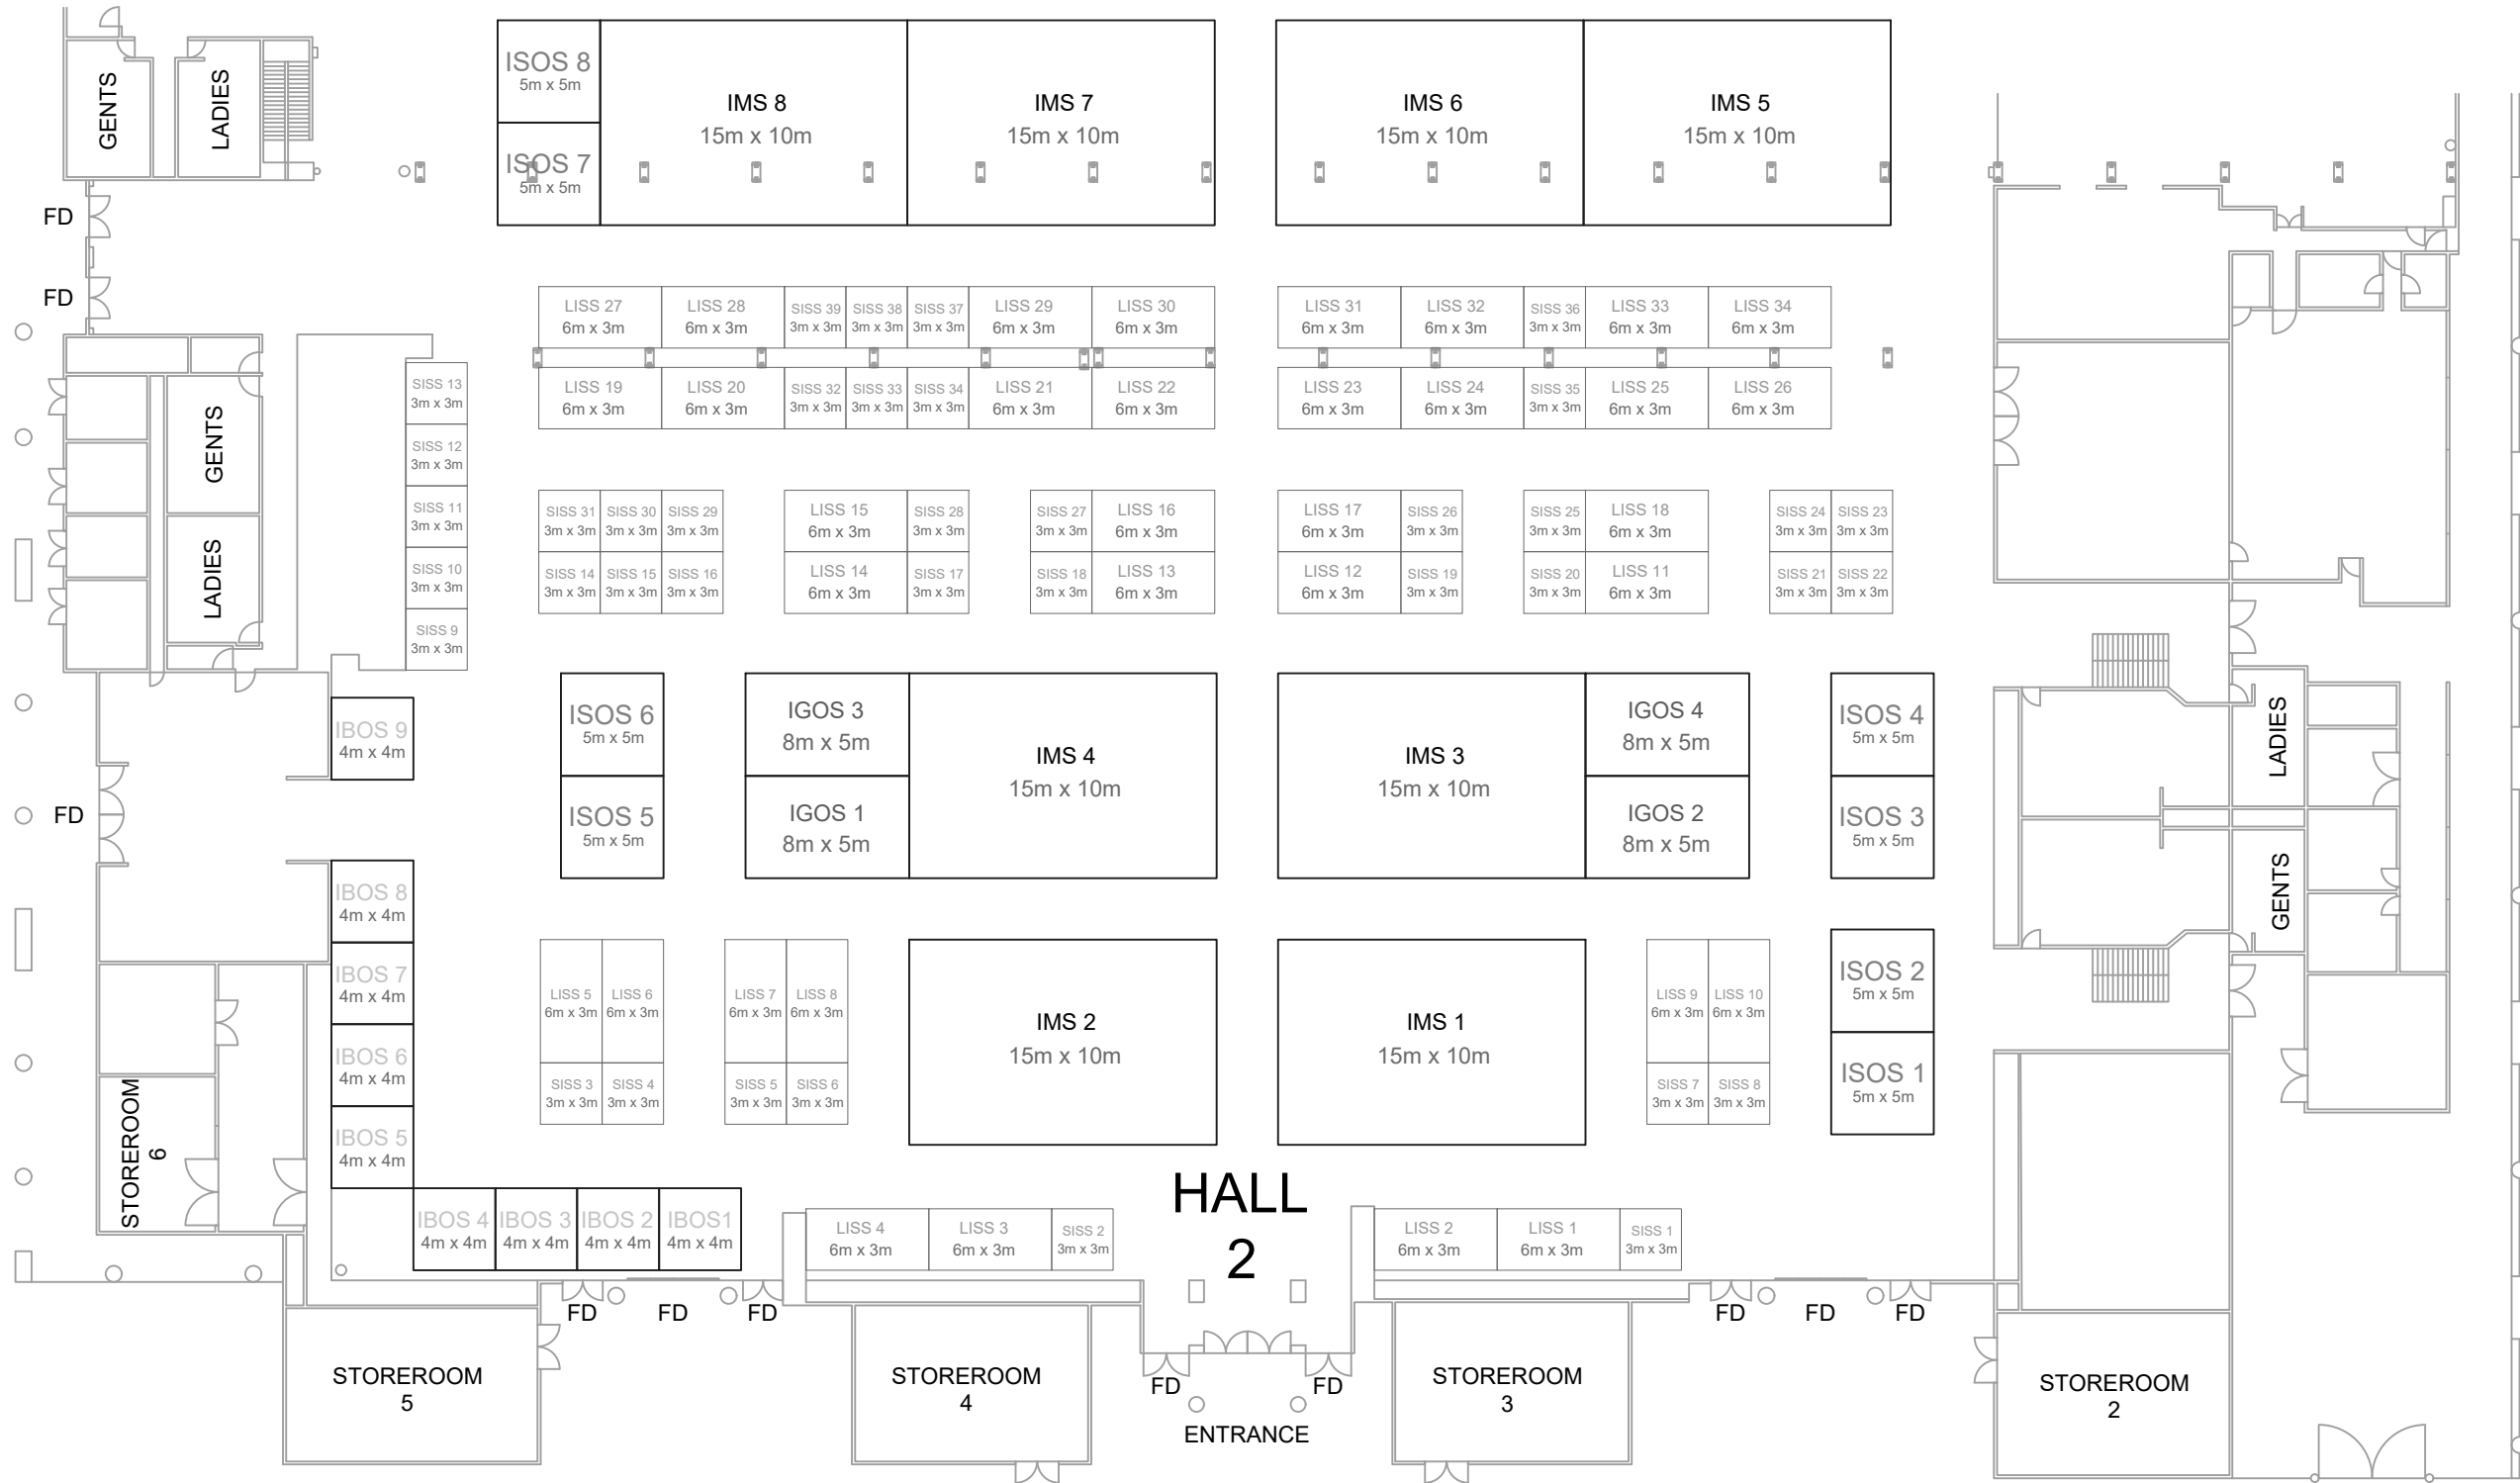 GENTS
LADIES
ISOS 8
5m x 5m
ISOS 7
5m x 5m
IMS 8
15m x 10m
IMS 7
15m x 10m
IMS 6
15m x 10m
IMS 5
15m x 10m
FD
FD
LISS 27
6m x 3m
LISS 28
6m x 3m
SISS 39
3m x 3m
SISS 38
3m x 3m
SISS 37
3m x 3m
LISS 29
6m x 3m
LISS 30
6m x 3m
LISS 31
6m x 3m
LISS 32
6m x 3m
SISS 36
3m x 3m
LISS 33
6m x 3m
LISS 34
6m x 3m
LISS 19
6m x 3m
LISS 20
6m x 3m
SISS 32
3m x 3m
SISS 33
3m x 3m
SISS 34
3m x 3m
LISS 21
6m x 3m
LISS 22
6m x 3m
LISS 23
6m x 3m
LISS 24
6m x 3m
SISS 35
3m x 3m
LISS 25
6m x 3m
LISS 26
6m x 3m
GENTS
LADIES
SISS 13
3m x 3m
SISS 12
3m x 3m
SISS 11
3m x 3m
SISS 10
3m x 3m
SISS 9
3m x 3m
SISS 31
3m x 3m
SISS 30
3m x 3m
SISS 29
3m x 3m
LISS 15
6m x 3m
SISS 28
3m x 3m
SISS 27
3m x 3m
LISS 16
6m x 3m
LISS 17
6m x 3m
SISS 26
3m x 3m
SISS 25
3m x 3m
LISS 18
6m x 3m
SISS 24
3m x 3m
SISS 23
3m x 3m
SISS 14
3m x 3m
SISS 15
3m x 3m
SISS 16
3m x 3m
LISS 14
6m x 3m
SISS 17
3m x 3m
SISS 18
3m x 3m
LISS 13
6m x 3m
LISS 12
6m x 3m
SISS 19
3m x 3m
SISS 20
3m x 3m
LISS 11
6m x 3m
SISS 21
3m x 3m
SISS 22
3m x 3m
IBOS 9
4m x 4m
FD
ISOS 6
5m x 5m
ISOS 5
5m x 5m
IGOS 3
8m x 5m
IGOS 1
8m x 5m
IMS 4
15m x 10m
IMS 3
15m x 10m
IGOS 4
8m x 5m
IGOS 2
8m x 5m
ISOS 4
5m x 5m
ISOS 3
5m x 5m
LADIES
GENTS
IBOS 8
4m x 4m
IBOS 7
4m x 4m
IBOS 6
4m x 4m
IBOS 5
4m x 4m
LISS 5
6m x 3m
LISS 6
6m x 3m
SISS 3
3m x 3m
SISS 4
3m x 3m
LISS 7
6m x 3m
LISS 8
6m x 3m
SISS 5
3m x 3m
SISS 6
3m x 3m
IMS 2
15m x 10m
IMS 1
15m x 10m
LISS 9
6m x 3m
LISS 10
6m x 3m
SISS 7
3m x 3m
SISS 8
3m x 3m
ISOS 2
5m x 5m
ISOS 1
5m x 5m
STOREROOM
6
IBOS 4
4m x 4m
IBOS 3
4m x 4m
IBOS 2
4m x 4m
IBOS1
4m x 4m
LISS 4
6m x 3m
LISS 3
6m x 3m
SISS 2
3m x 3m
HALL
2
LISS 2
6m x 3m
LISS 1
6m x 3m
SISS 1
3m x 3m
FD
FD
FD
FD
FD
FD
STOREROOM
5
STOREROOM
4
FD
FD
ENTRANCE
STOREROOM
3
STOREROOM
2